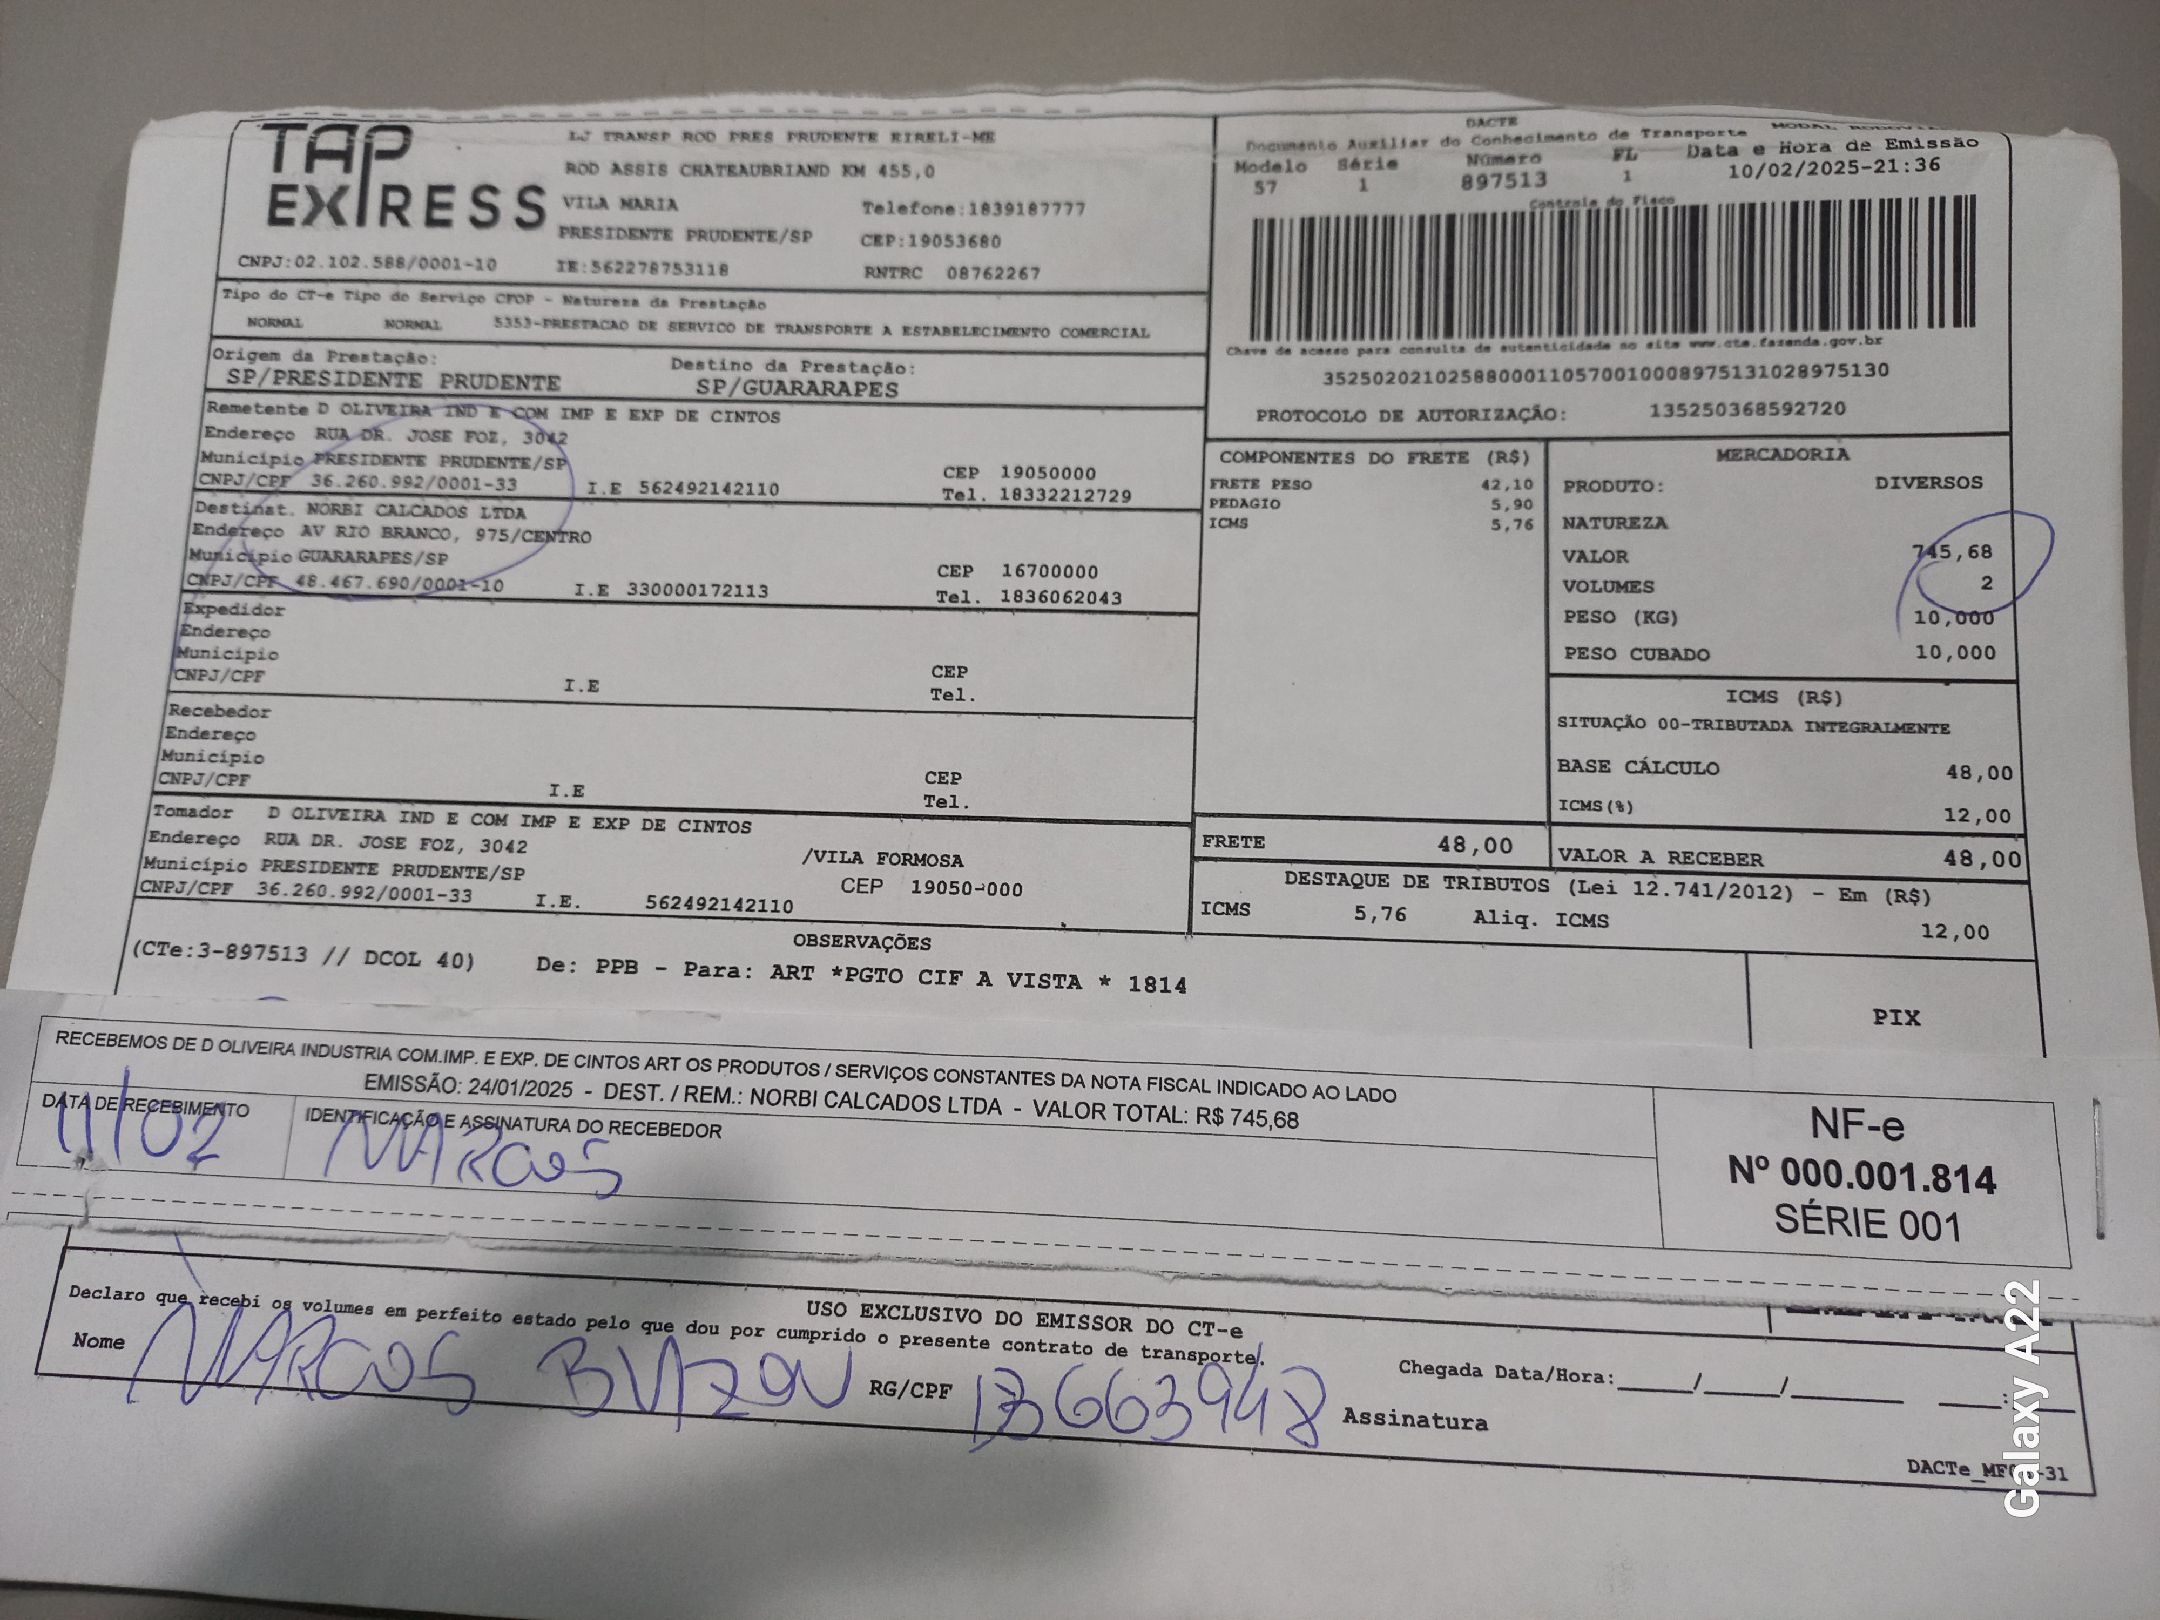 TAP EXPRESS
LJ TRANSP ROD PRES PRUDENTE EIRELI-ME
ROD ASSIS CHATEAUBRIAND KM 455,0
VILA MARIA Telefone:1839187777
PRESIDENTE PRUDENTE/SP CEP:19053680
CNPJ:02.102.588/0001-10 IE:562278753118 RNTRC 08762267
Tipo do CT-e Tipo do Serviço CFOP - Natureza da Prestação
NORMAL NORMAL 5353-PRESTACAO DE SERVICO DE TRANSPORTE A ESTABELECIMENTO COMERCIAL
Origem da Prestação: Destino da Prestação:
SP/PRESIDENTE PRUDENTE SP/GUARARAPES
Remetente D OLIVEIRA IND E COM IMP E EXP DE CINTOS
Endereço RUA DR. JOSE FOZ, 3042
Município PRESIDENTE PRUDENTE/SP CEP 19050000
CNPJ/CPF 36.260.992/0001-33 I.E 562492142110 Tel. 18332212729
Destinat. NORBI CALCADOS LTDA
Endereço AV RIO BRANCO, 975/CENTRO
Município GUARARAPES/SP CEP 16700000
CNPJ/CPF 48.467.690/0001-10 I.E 330000172113 Tel. 1836062043
Expedidor
Endereço
Município CEP
CNPJ/CPF I.E Tel.
Recebedor
Endereço
Município CEP
CNPJ/CPF I.E Tel.
Tomador D OLIVEIRA IND E COM IMP E EXP DE CINTOS
Endereço RUA DR. JOSE FOZ, 3042 /VILA FORMOSA
Município PRESIDENTE PRUDENTE/SP CEP 19050-000
CNPJ/CPF 36.260.992/0001-33 I.E. 562492142110
DACTE
Documento Auxiliar do Conhecimento de Transporte MODAL
Modelo Série Número FL Data e Hora de Emissão
57 1 897513 1 10/02/2025-21:36
Controle do Fisco
Chave de acesso para consulta de autenticidade no site www.cte.fazenda.gov.br
35250202102588000110570010008975131028975130
PROTOCOLO DE AUTORIZAÇÃO: 135250368592720
COMPONENTES DO FRETE (R$)
FRETE PESO 42,10
PEDAGIO 5,90
ICMS 5,76
FRETE 48,00
MERCADORIA
PRODUTO: DIVERSOS
NATUREZA
VALOR 745,68
VOLUMES 2
PESO (KG) 10,000
PESO CUBADO 10,000
ICMS (R$)
SITUAÇÃO 00-TRIBUTADA INTEGRALMENTE
BASE CÁLCULO 48,00
ICMS(%) 12,00
VALOR A RECEBER 48,00
DESTAQUE DE TRIBUTOS (Lei 12.741/2012) - Em (R$)
ICMS 5,76 Aliq. ICMS 12,00
OBSERVAÇÕES
(CTe:3-897513 // DCOL 40) De: PPB - Para: ART *PGTO CIF A VISTA * 1814
PIX
RECEBEMOS DE D OLIVEIRA INDUSTRIA COM.IMP. E EXP. DE CINTOS ART OS PRODUTOS / SERVIÇOS CONSTANTES DA NOTA FISCAL INDICADO AO LADO
EMISSÃO: 24/01/2025 - DEST. / REM.: NORBI CALCADOS LTDA - VALOR TOTAL: R$ 745,68
DATA DE RECEBIMENTO IDENTIFICAÇÃO E ASSINATURA DO RECEBEDOR
11/02 MARCOS
NF-e
Nº 000.001.814
SÉRIE 001
USO EXCLUSIVO DO EMISSOR DO CT-e
Declaro que recebi os volumes em perfeito estado pelo que dou por cumprido o presente contrato de transporte.
Nome MARCOS RG/CPF 136663948 Assinatura
Chegada Data/Hora:____/____/______ ____:____
Galaxy A22